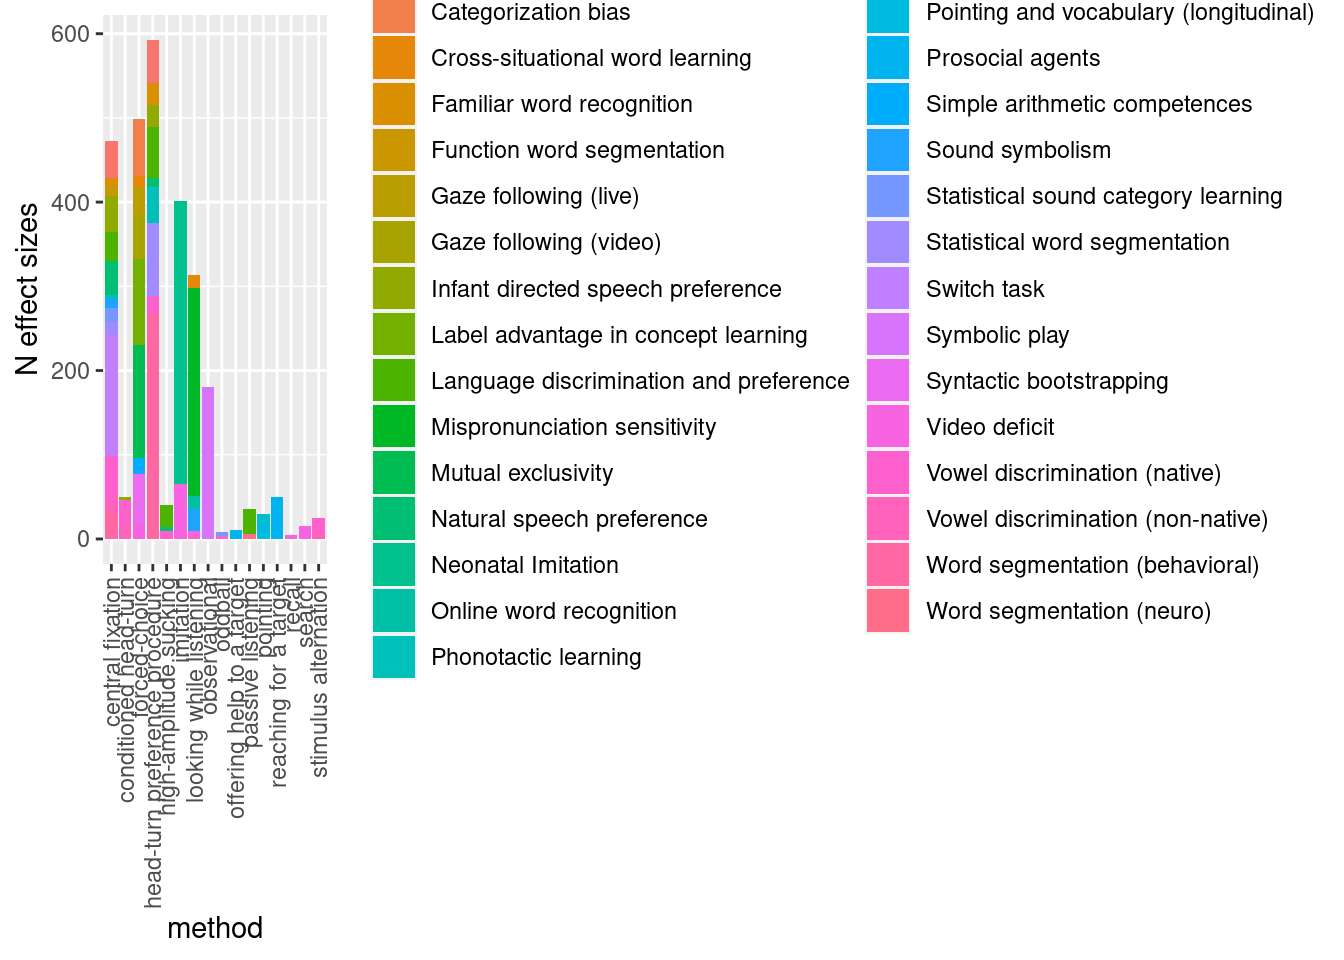 600
400
200
0
N effect sizes
central fixation
conditioned head-turn
forced-choice
head-turn preference procedure
high-amplitude sucking
imitation
looking while listening
observational
oddball
offering help to a target
passive listening
pointing
reaching for a target
recall
search
stimulus alternation
method
Categorization bias
Cross-situational word learning
Familiar word recognition
Function word segmentation
Gaze following (live)
Gaze following (video)
Infant directed speech preference
Label advantage in concept learning
Language discrimination and preference
Mispronunciation sensitivity
Mutual exclusivity
Natural speech preference
Neonatal Imitation
Online word recognition
Phonotactic learning
Pointing and vocabulary (longitudinal)
Prosocial agents
Simple arithmetic competences
Sound symbolism
Statistical sound category learning
Statistical word segmentation
Switch task
Symbolic play
Syntactic bootstrapping
Video deficit
Vowel discrimination (native)
Vowel discrimination (non-native)
Word segmentation (behavioral)
Word segmentation (neuro)